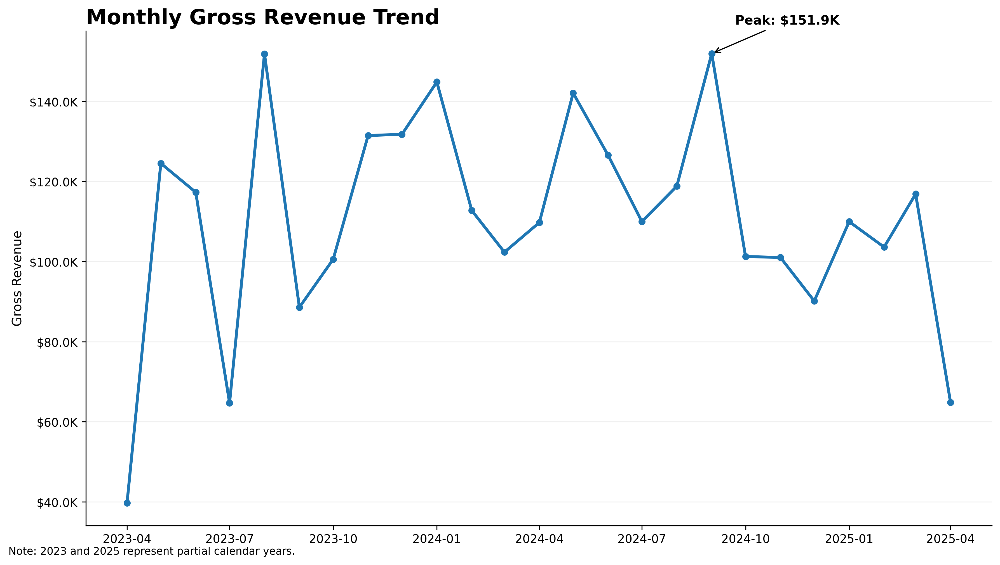 Monthly Gross Revenue Trend
Peak: $151.9K
Gross Revenue
$140.0K
$120.0K
$100.0K
$80.0K
$60.0K
$40.0K
2023-04 2023-07 2023-10 2024-01 2024-04 2024-07 2024-10 2025-01 2025-04
Note: 2023 and 2025 represent partial calendar years.